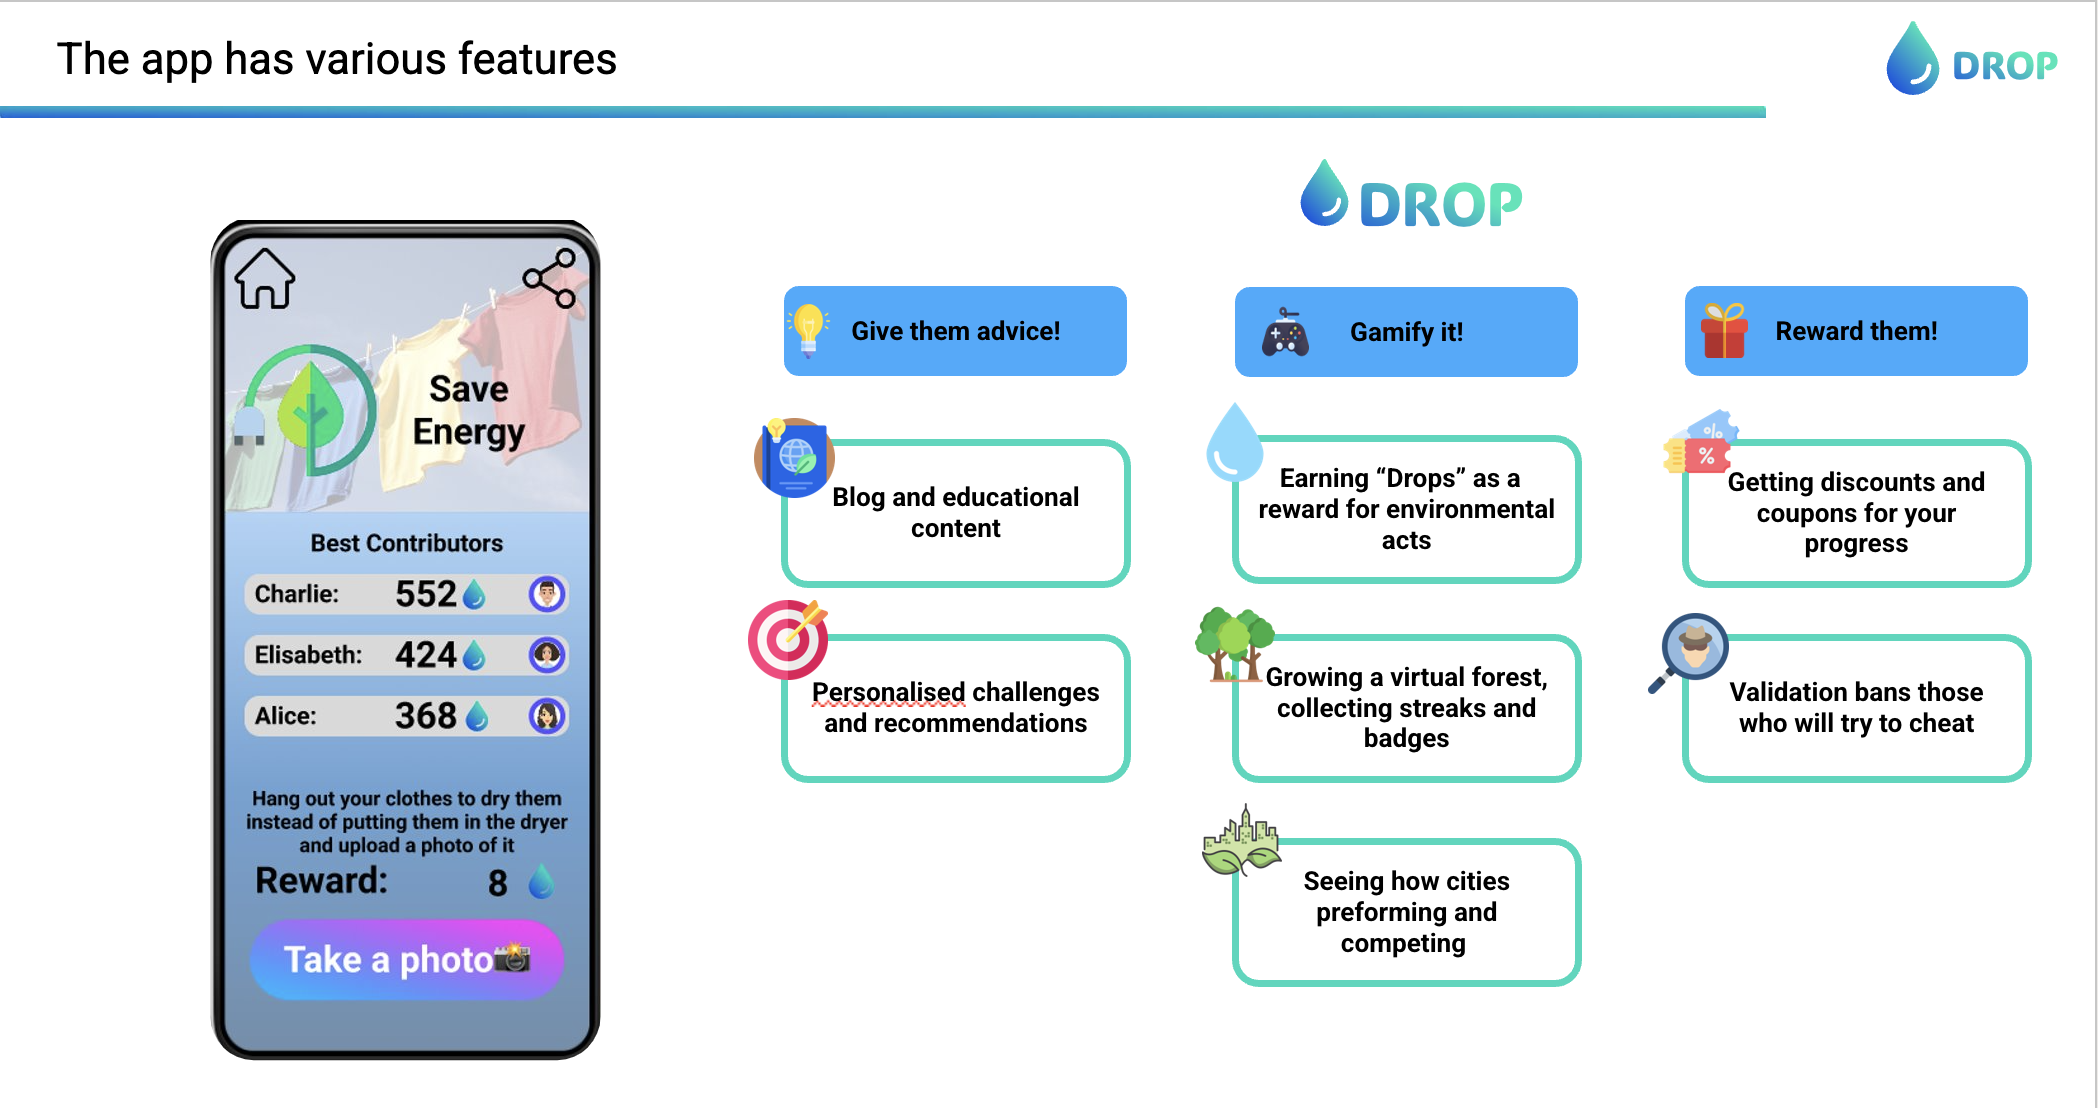 The app has various features
DROP
DROP
Save
Energy
Best Contributors
Charlie: 552
Elisabeth: 424
Alice: 368
Hang out your clothes to dry them
instead of putting them in the dryer
and upload a photo of it
Reward: 8
Take a photo
Give them advice!
Blog and educational
content
Personalised challenges
and recommendations
Gamify it!
Earning “Drops” as a
reward for environmental
acts
Growing a virtual forest,
collecting streaks and
badges
Seeing how cities
preforming and
competing
Reward them!
%
%
Getting discounts and
coupons for your
progress
Validation bans those
who will try to cheat